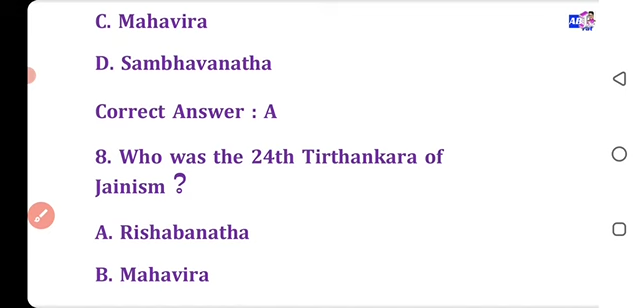 C. Mahavira
D. Sambhavanatha
Correct Answer : A
8. Who was the 24th Tirthankara of
Jainism ?
A. Rishabanatha
B. Mahavira